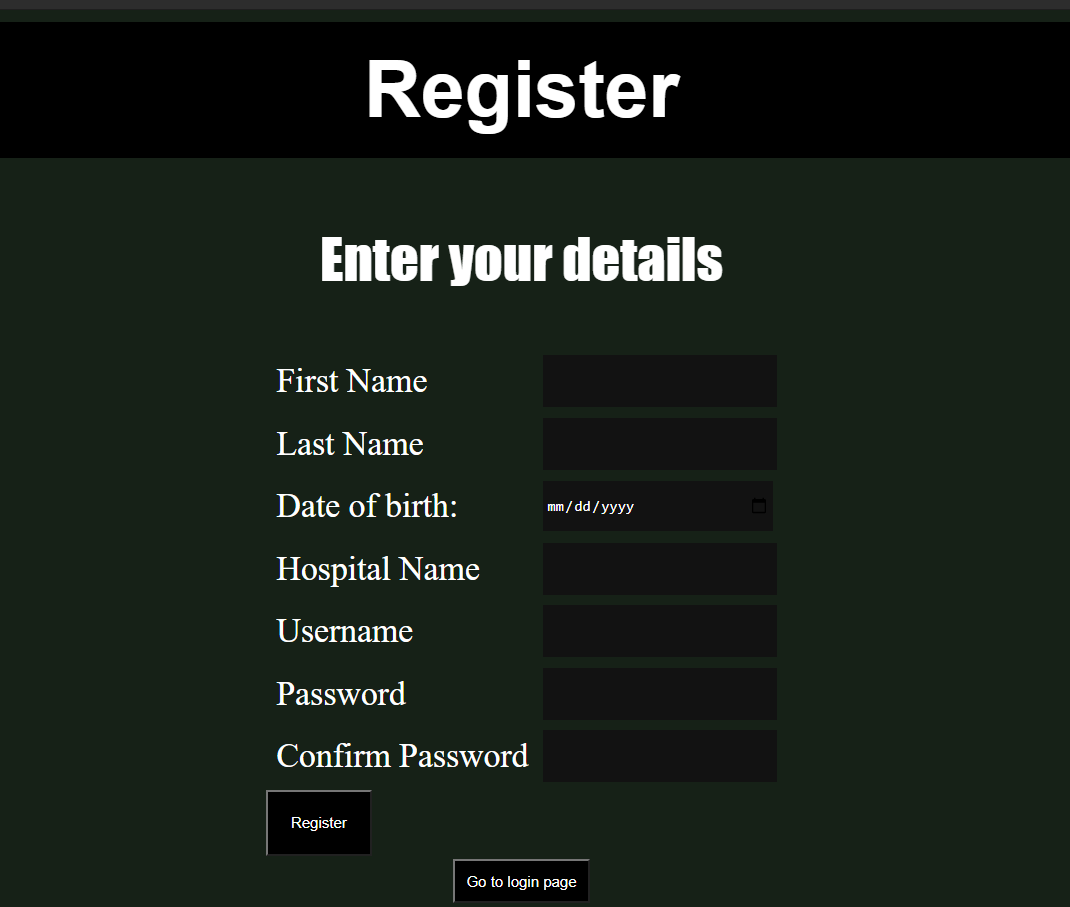 Register
Enter your details
First Name
Last Name
Date of birth: mm/dd/yyyy
Hospital Name
Username
Password
Confirm Password
Register
Go to login page